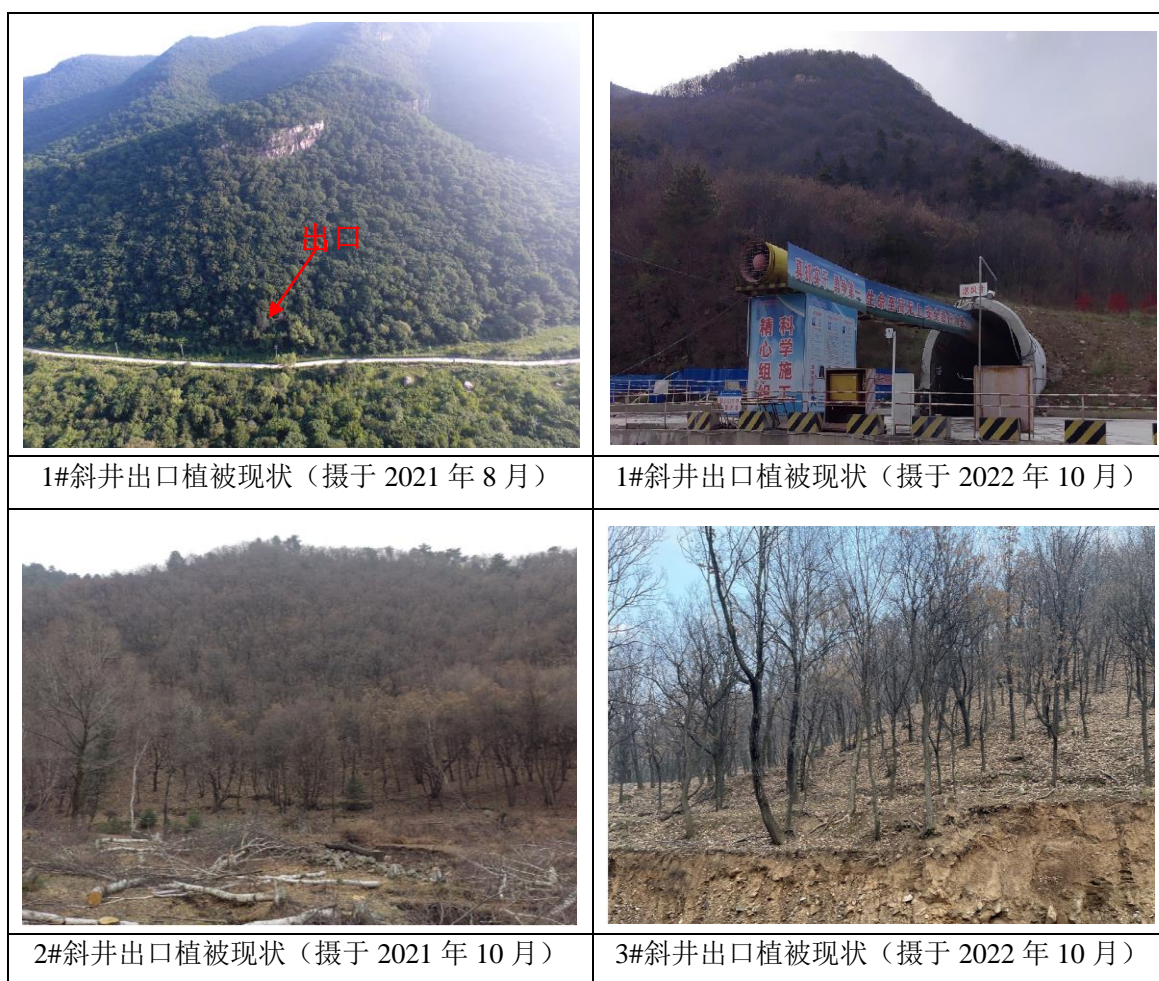 出口
1#斜井出口植被现状（摄于 2021 年 8 月）
1#斜井出口植被现状（摄于 2022 年 10 月）
科学施工
精心组织
2#斜井出口植被现状（摄于 2021 年 10 月）
3#斜井出口植被现状（摄于 2022 年 10 月）